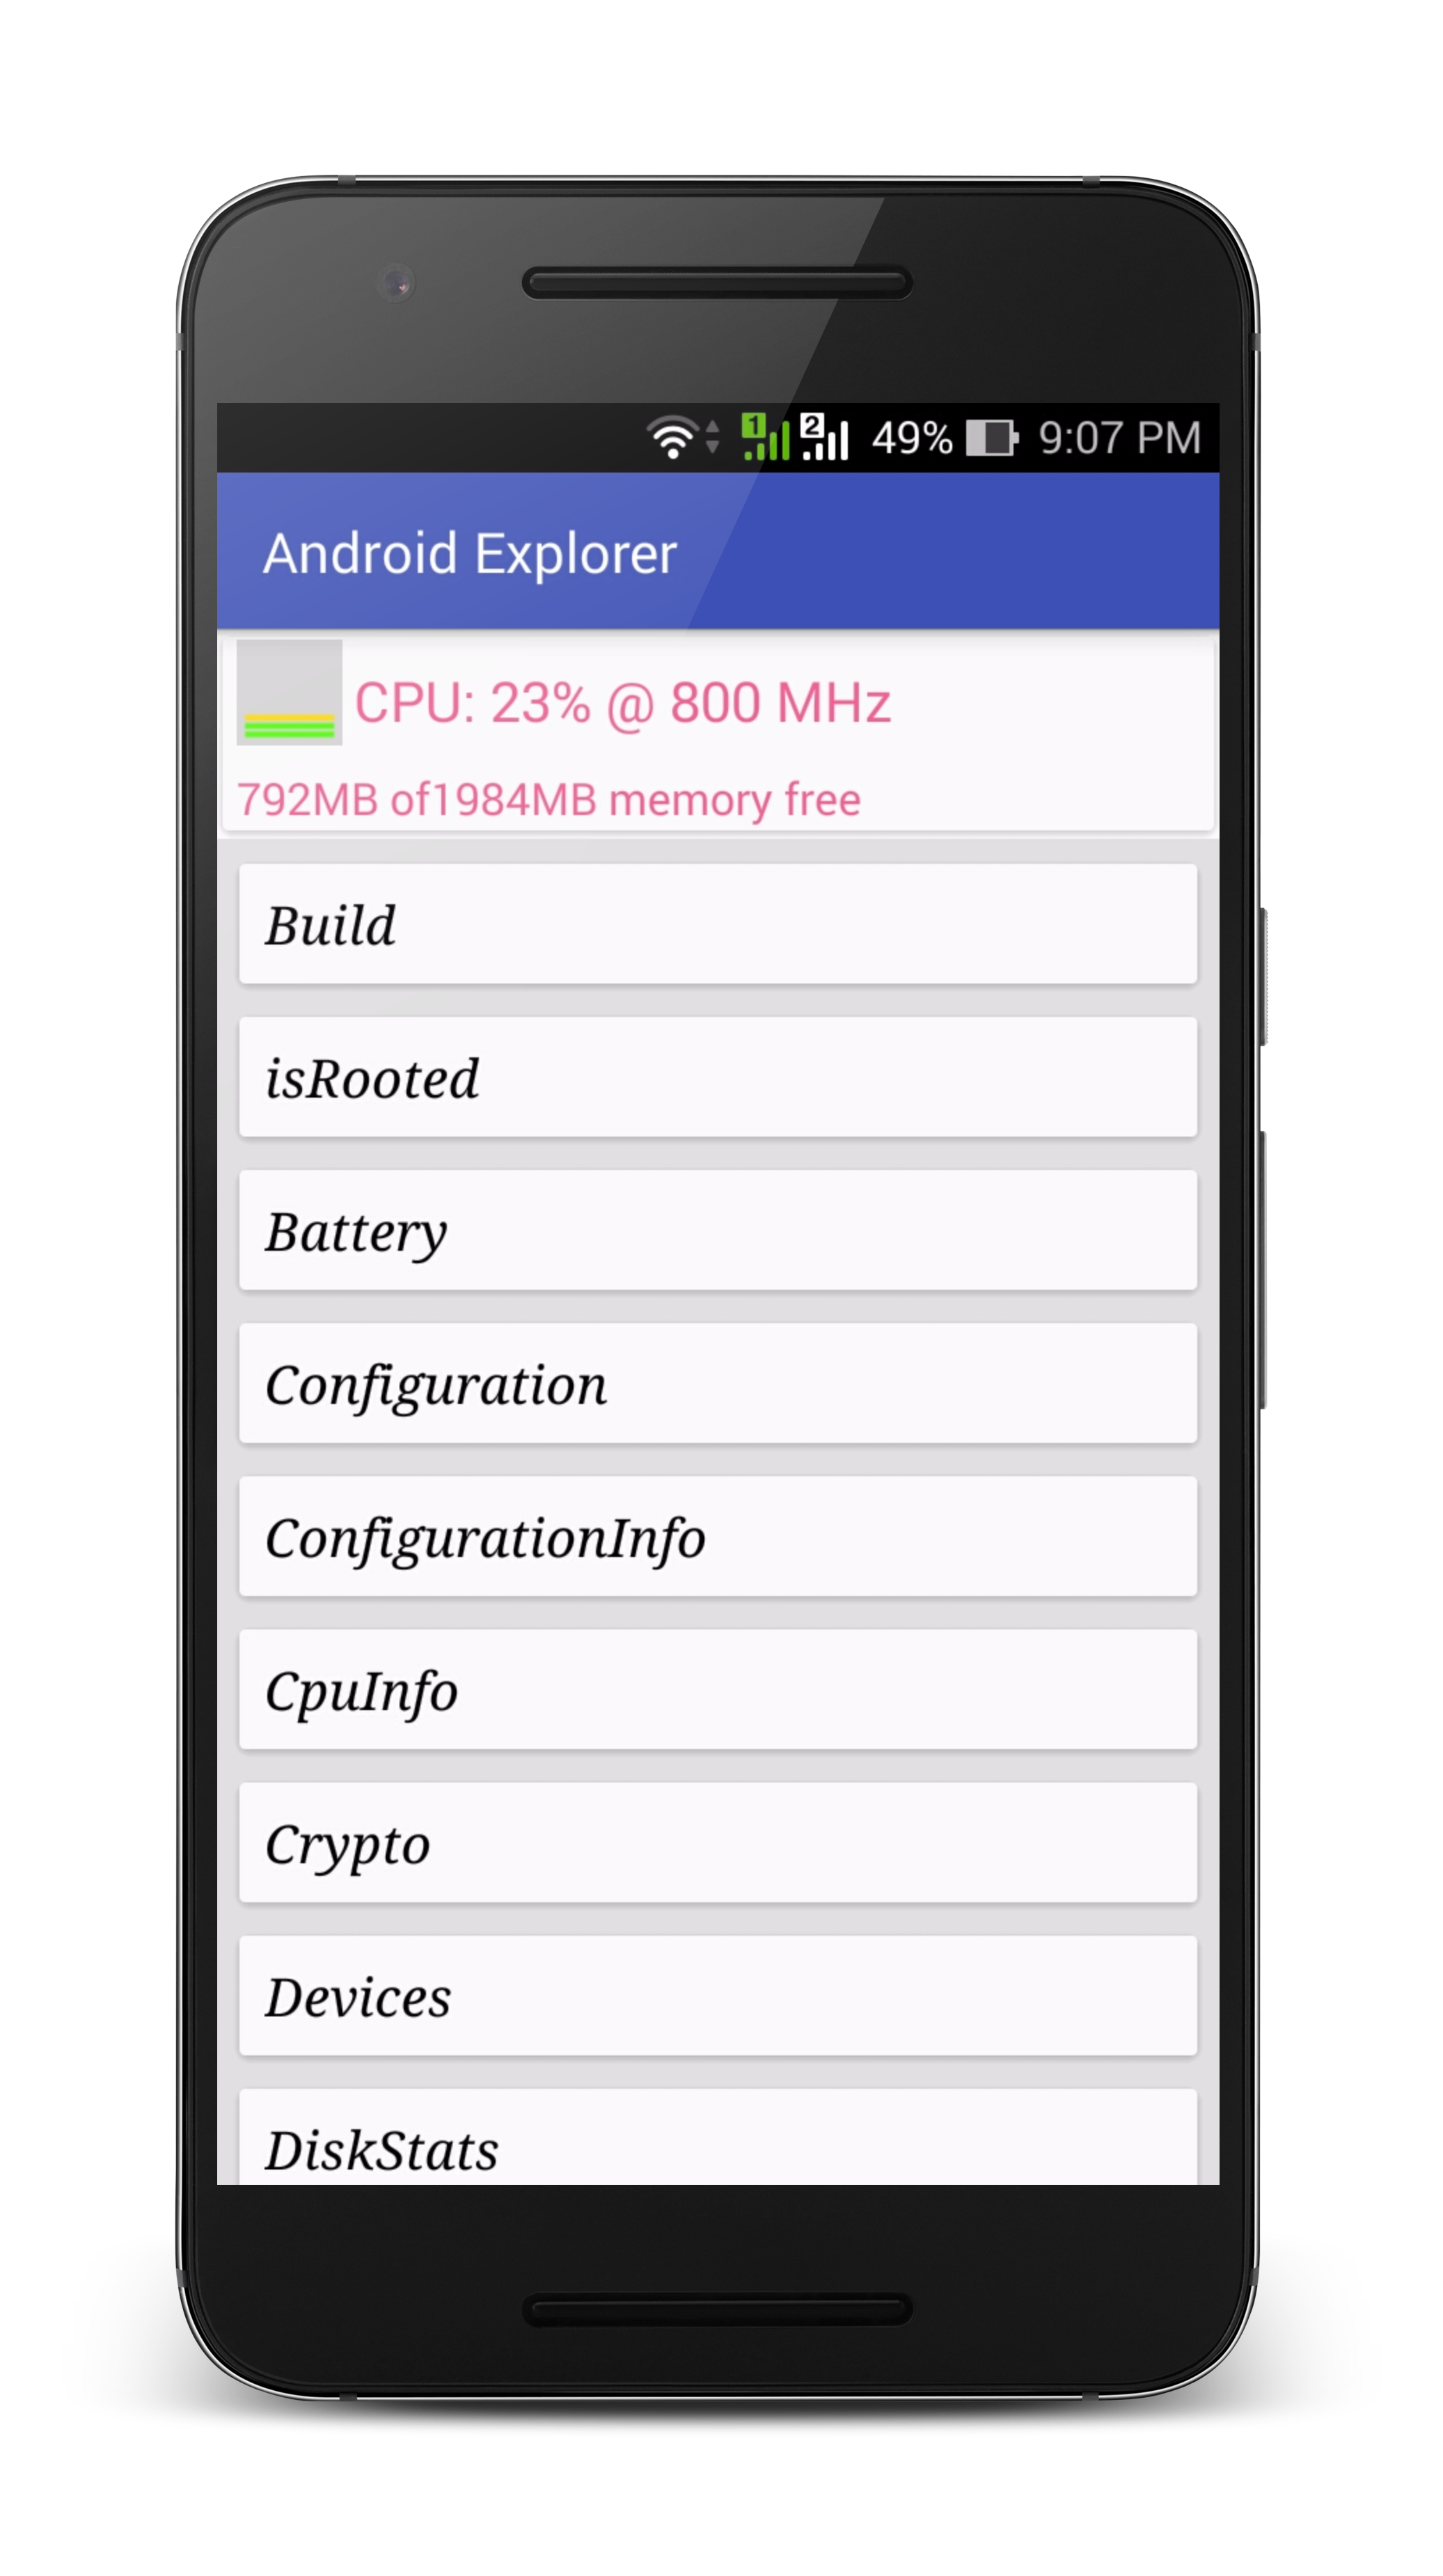 1 2 49% 9:07 PM
Android Explorer
CPU: 23% @ 800 MHz
792MB of1984MB memory free
Build
isRooted
Battery
Configuration
ConfigurationInfo
CpuInfo
Crypto
Devices
DiskStats